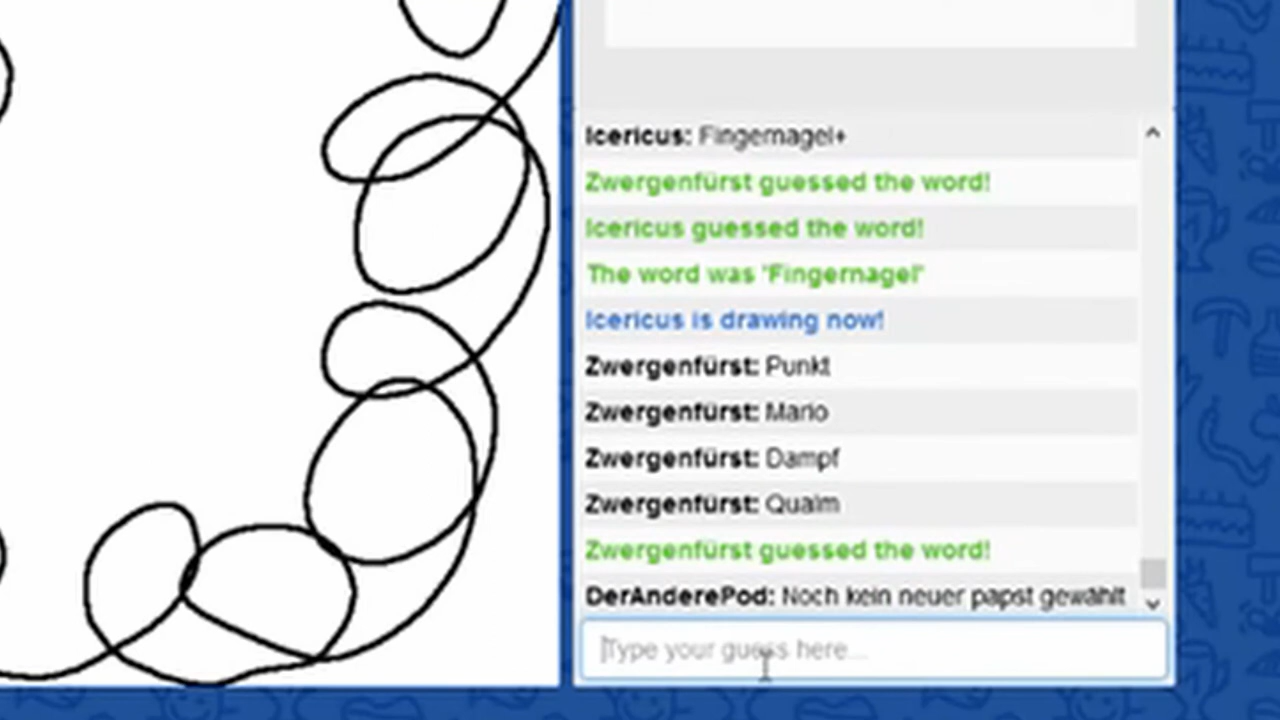 Icericus: Fingernagel+
Zwergenfürst guessed the word!
Icericus guessed the word!
The word was 'Fingernagel'
Icericus is drawing now!
Zwergenfürst: Punkt
Zwergenfürst: Mario
Zwergenfürst: Dampf
Zwergenfürst: Qualm
Zwergenfürst guessed the word!
DerAnderePod: Noch kein neuer papst gewählt
Type your guess here...